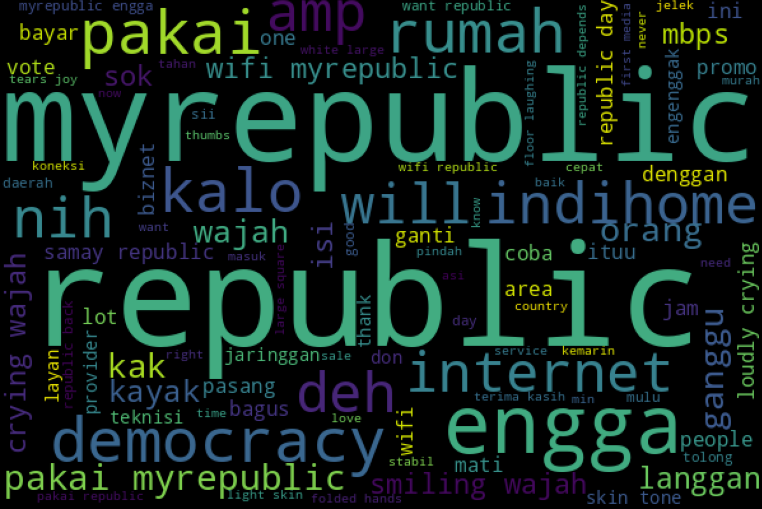 myrepublic engga
want republic
jelek
bayar
pakai
amp
one
rumah
republic depends
republic day
first media
never
ini
mbps
vote
tears joy
sok
white large
tahan
wifi myrepublic
floor laughing
engenggak
promo
murah
now
sii
thumbs
myrepublic
koneksi
daerah
biznet
kalo
wifi republic
cepat
baik
denggan
nih
will
indihome
know
wajah
want
isi
good
ganti
orang
samay republic
masuk
large square
pindah
coba
ituu
crying wajah
republic
asi
area
need
country
lot
thank
day
jam
loudly crying
layan
republic back
provider
kak
right
jaringgan
sale
don
service
kemarin
ganggu
kayak
pasang
deh
internet
terima kasih
min
mulu
teknisi
time
bagus
love
wifi
engga
democracy
people
stabil
mati
tolong
pakai myrepublic
light skin
smiling wajah
langgan
pakai republic
folded hands
skin tone